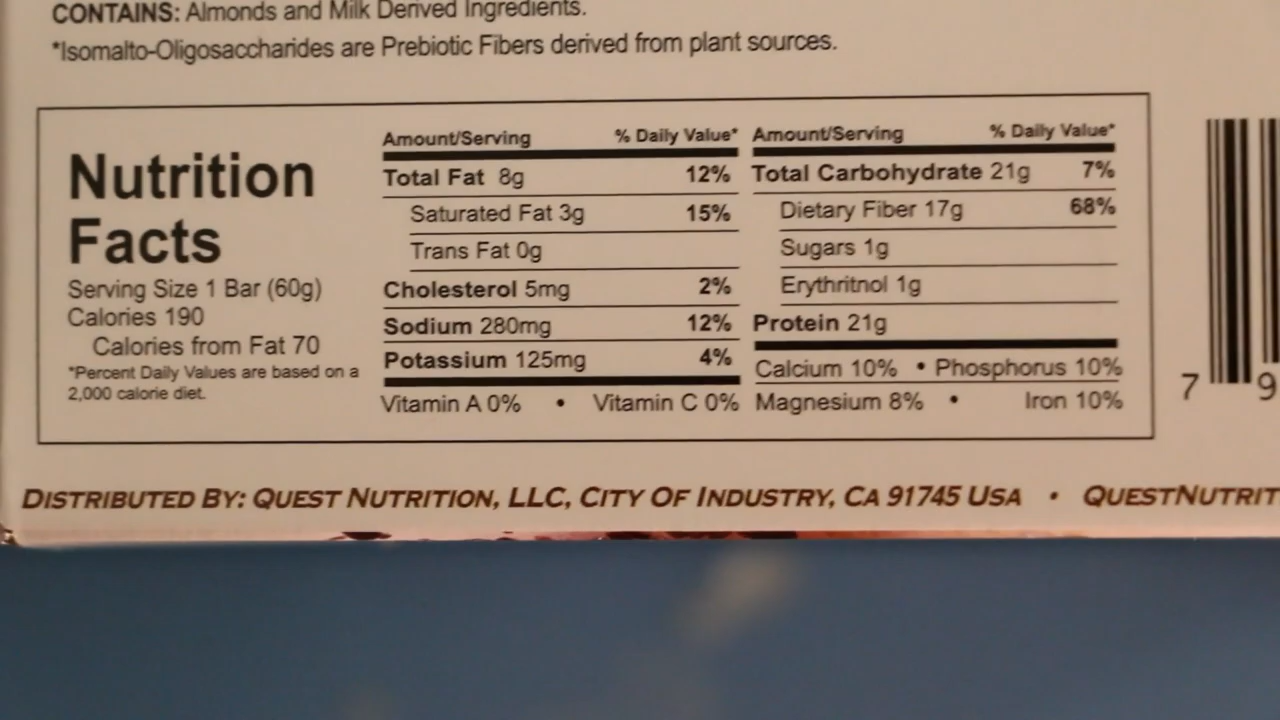 CONTAINS: Almonds and Milk Derived Ingredients.
*Isomalto-Oligosaccharides are Prebiotic Fibers derived from plant sources.
Nutrition
Facts
Serving Size 1 Bar (60g)
Calories 190
Calories from Fat 70
*Percent Daily Values are based on a
2,000 calorie diet.
Amount/Serving % Daily Value*
Total Fat 8g 12%
Saturated Fat 3g 15%
Trans Fat 0g
Cholesterol 5mg 2%
Sodium 280mg 12%
Potassium 125mg 4%
Vitamin A 0% • Vitamin C 0%
Amount/Serving % Daily Value*
Total Carbohydrate 21g 7%
Dietary Fiber 17g 68%
Sugars 1g
Erythritnol 1g
Protein 21g
Calcium 10% • Phosphorus 10%
Magnesium 8% • Iron 10%
7 9
DISTRIBUTED BY: QUEST NUTRITION, LLC, CITY OF INDUSTRY, CA 91745 USA • QUESTNUTRIT